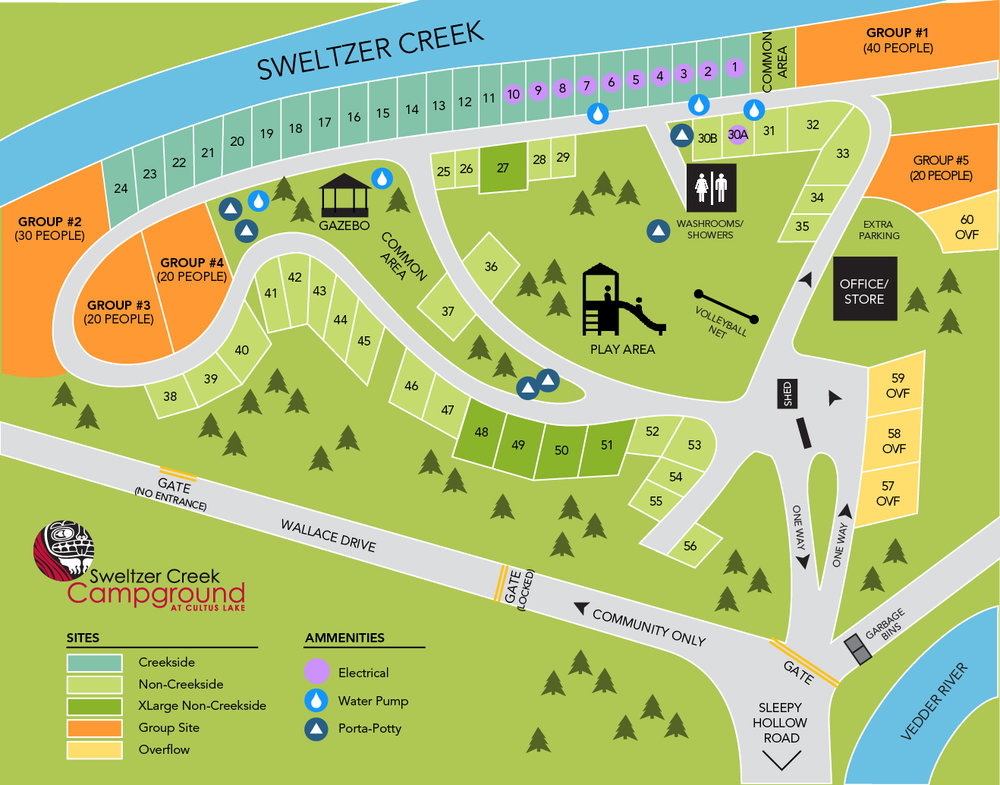 SWELTZER CREEK
GROUP #1
(40 PEOPLE)
COMMON
AREA
1
2
3
4
5
6
7
8
9
10
11
12
13
14
15
16
17
18
19
20
21
22
23
24
25
26
27
28
29
30B
30A
31
32
33
34
35
GROUP #5
(20 PEOPLE)
60
OVF
EXTRA
PARKING
OFFICE/
STORE
WASHROOMS/
SHOWERS
GAZEBO
COMMON
AREA
GROUP #2
(30 PEOPLE)
GROUP #4
(20 PEOPLE)
GROUP #3
(20 PEOPLE)
36
37
PLAY AREA
VOLLEYBALL
NET
38
39
40
41
42
43
44
45
46
47
48
49
50
51
52
53
54
55
56
SHED
59
OVF
58
OVF
57
OVF
ONE WAY
ONE WAY
GATE
(NO ENTRANCE)
WALLACE DRIVE
GATE
(LOCKED)
COMMUNITY ONLY
GATE
GARBAGE
BINS
SLEEPY
HOLLOW
ROAD
VEDDER RIVER
Sweltzer Creek
Campground
AT CULTUS LAKE
SITES
Creekside
Non-Creekside
XLarge Non-Creekside
Group Site
Overflow
AMMENITIES
Electrical
Water Pump
Porta-Potty